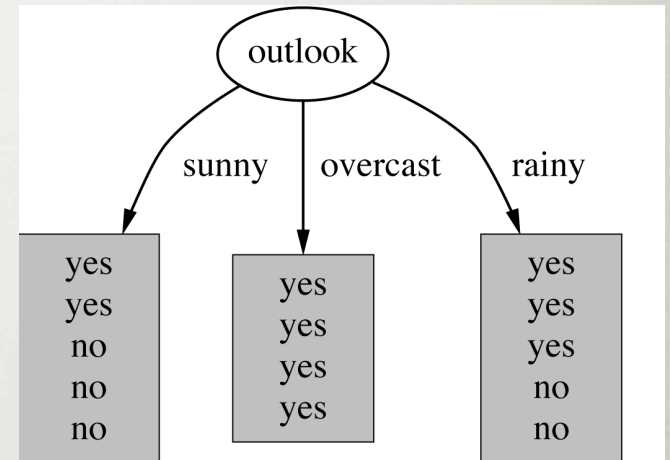 outlook
sunny
overcast
rainy
yes
yes
no
no
no
yes
yes
yes
yes
yes
yes
yes
no
no